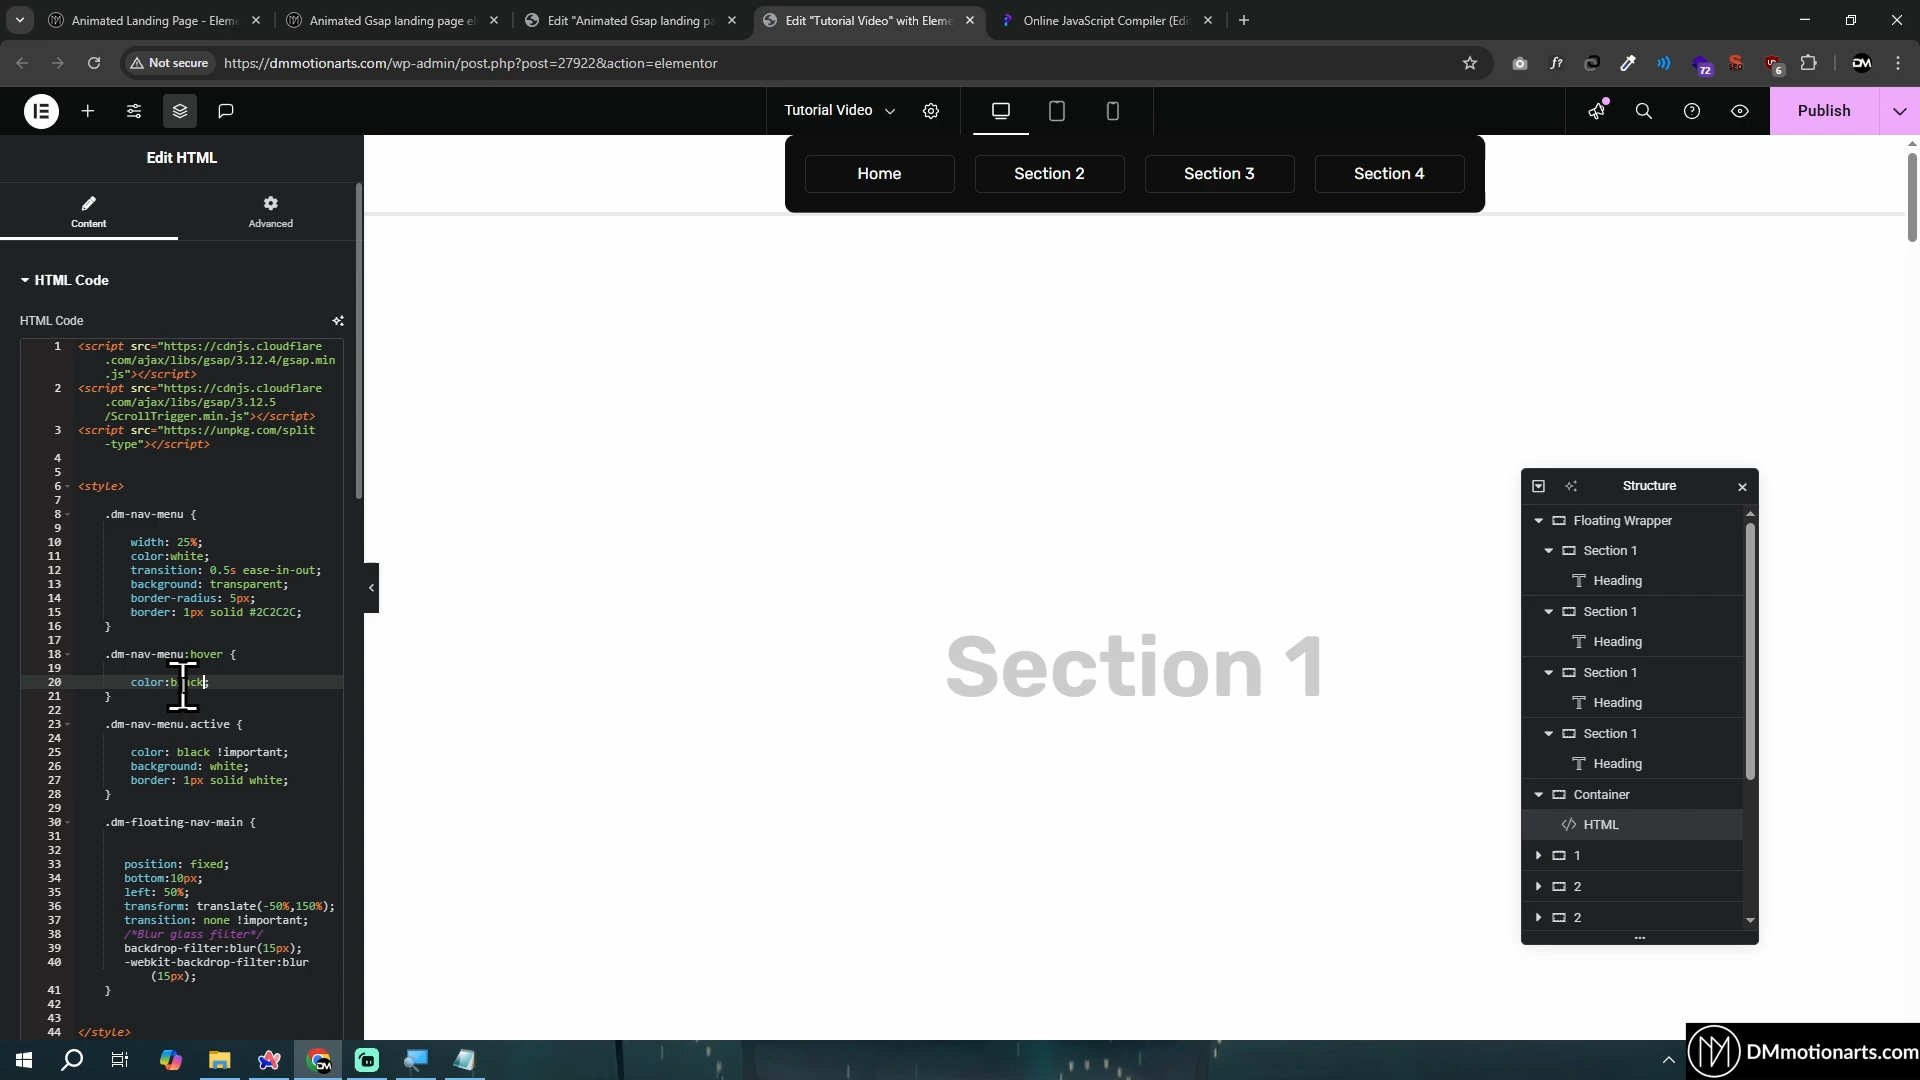 Animated Landing Page - Eleme
Animated Gsap landing page el
Edit "Animated Gsap landing pa
Edit "Tutorial Video" with Eleme
Online JavaScript Compiler (Edi
Not secure
https://dmmotionarts.com/wp-admin/post.php?post=27922&action=elementor
f?
72
SEO
6
DM
Tutorial Video
Publish
Edit HTML
Content
Advanced
HTML Code
HTML Code
1 <script src="https://cdnjs.cloudflare
.com/ajax/libs/gsap/3.12.4/gsap.min
.js"></script>
2 <script src="https://cdnjs.cloudflare
.com/ajax/libs/gsap/3.12.5
/ScrollTrigger.min.js"></script>
3 <script src="https://unpkg.com/split
-type"></script>
4
5
6 <style>
7
8 .dm-nav-menu {
9
10 width: 25%;
11 color:white;
12 transition: 0.5s ease-in-out;
13 background: transparent;
14 border-radius: 5px;
15 border: 1px solid #2C2C2C;
16 }
17
18 .dm-nav-menu:hover {
19
20 color:black;
21 }
22
23 .dm-nav-menu.active {
24
25 color: black !important;
26 background: white;
27 border: 1px solid white;
28 }
29
30 .dm-floating-nav-main {
31
32
33 position: fixed;
34 bottom:10px;
35 left: 50%;
36 transform: translate(-50%,150%);
37 transition: none !important;
38 /*Blur glass filter*/
39 backdrop-filter:blur(15px);
40 -webkit-backdrop-filter:blur
(15px);
41 }
42
43
44 </style>
Home
Section 2
Section 3
Section 4
Section 1
Structure
Floating Wrapper
Section 1
Heading
Section 1
Heading
Section 1
Heading
Section 1
Heading
Container
HTML
1
2
2
DM
DMmotionarts.com